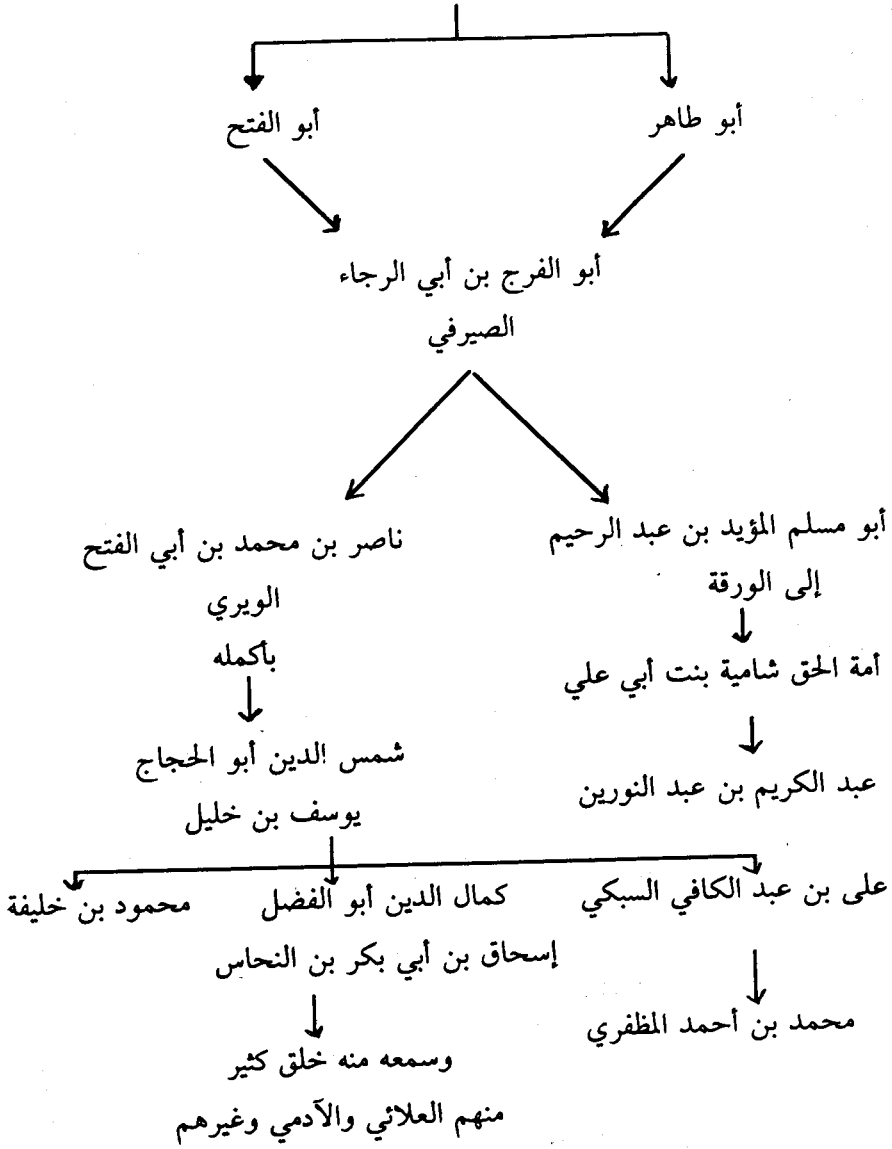 أبو طاهر
أبو الفتح
أبو الفرج بن أبي الرجاء
الصيرفي
أبو مسلم المؤيد بن عبد الرحيم
إلى الورقة
أمة الحق شامية بنت أبي علي
عبد الكريم بن عبد النورين
ناصر بن محمد بن أبي الفتح
الويري
بأكمله
شمس الدين أبو الحجاج
يوسف بن خليل
على بن عبد الكافي السبكي
محمد بن أحمد المظفري
كمال الدين أبو الفضل
إسحاق بن أبي بكر بن النحاس
وسمعه منه خلق كثير
منهم العلائي والآدمي وغيرهم
محمود بن خليفة